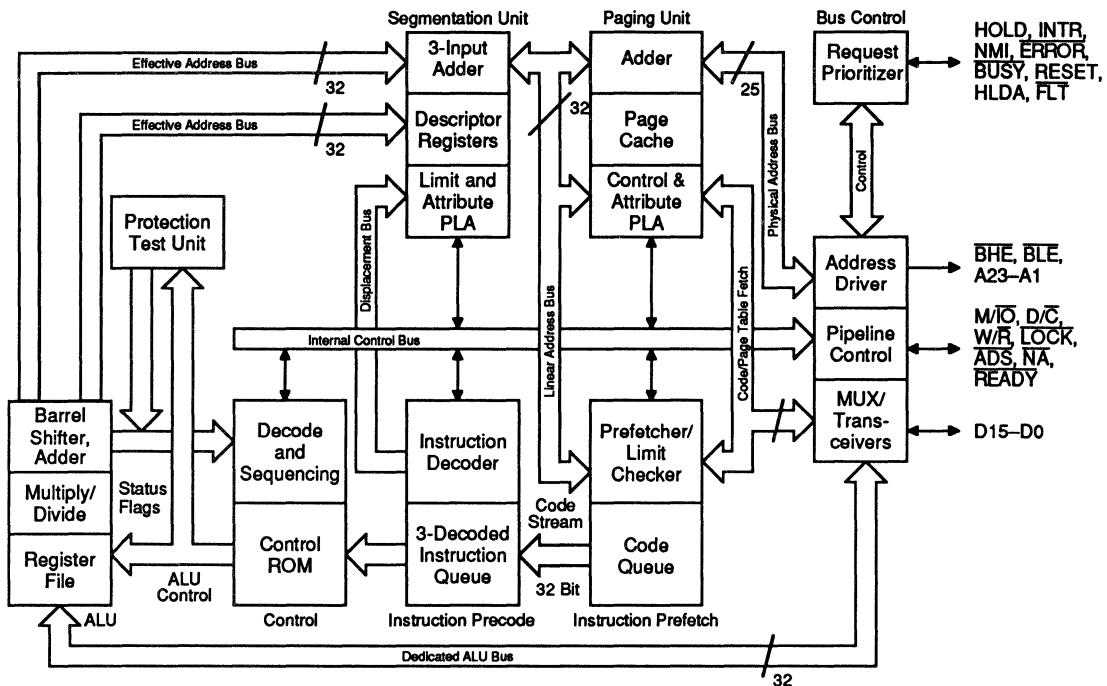 Segmentation Unit
Paging Unit
Bus Control
3-Input
Adder
Descriptor
Registers
Limit and
Attribute
PLA
Adder
Page
Cache
Control &
Attribute
PLA
Request
Prioritizer
HOLD, INTR,
NMI, ERROR,
BUSY, RESET,
HLDA, FLT
Effective Address Bus
32
Effective Address Bus
32
32
25
Physical Address Bus
Control
Protection
Test Unit
Displacement Bus
Linear Address Bus
Code/Page Table Fetch
Internal Control Bus
Address
Driver
Pipeline
Control
MUX/
Trans-
ceivers
BHE, BLE,
A23–A1
M/IO, D/C,
W/R, LOCK,
ADS, NA,
READY
D15–D0
Barrel
Shifter,
Adder
Multiply/
Divide
Register
File
ALU
Status
Flags
ALU
Control
Decode
and
Sequencing
Control
ROM
Control
Instruction
Decoder
3-Decoded
Instruction
Queue
Instruction Precode
Code
Stream
32 Bit
Prefetcher/
Limit
Checker
Code
Queue
Instruction Prefetch
Dedicated ALU Bus
32